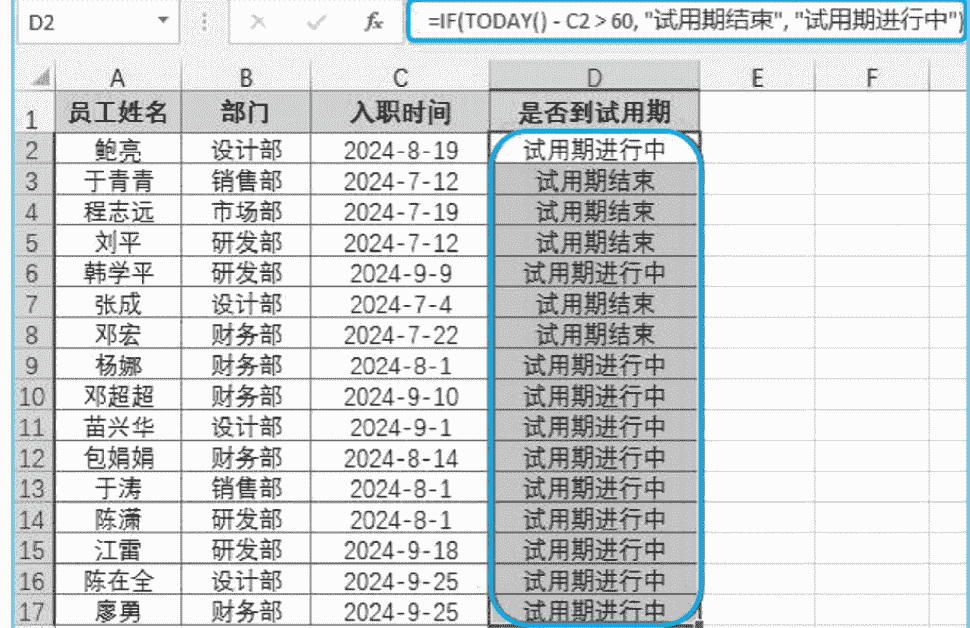 D2 fx =IF(TODAY() - C2 > 60, "试用期结束", "试用期进行中")
A B C D E F
1 员工姓名 部门 入职时间 是否到试用期
2 鲍亮 设计部 2024-8-19 试用期进行中
3 于青青 销售部 2024-7-12 试用期结束
4 程志远 市场部 2024-7-19 试用期结束
5 刘平 研发部 2024-7-12 试用期结束
6 韩学平 研发部 2024-9-9 试用期进行中
7 张成 设计部 2024-7-4 试用期结束
8 邓宏 财务部 2024-7-22 试用期结束
9 杨娜 财务部 2024-8-1 试用期进行中
10 邓超超 财务部 2024-9-10 试用期进行中
11 苗兴华 设计部 2024-9-1 试用期进行中
12 包娟娟 财务部 2024-8-14 试用期进行中
13 于涛 销售部 2024-8-1 试用期进行中
14 陈潇 研发部 2024-8-1 试用期进行中
15 江雷 研发部 2024-9-18 试用期进行中
16 陈在全 设计部 2024-9-25 试用期进行中
17 廖勇 财务部 2024-9-25 试用期进行中